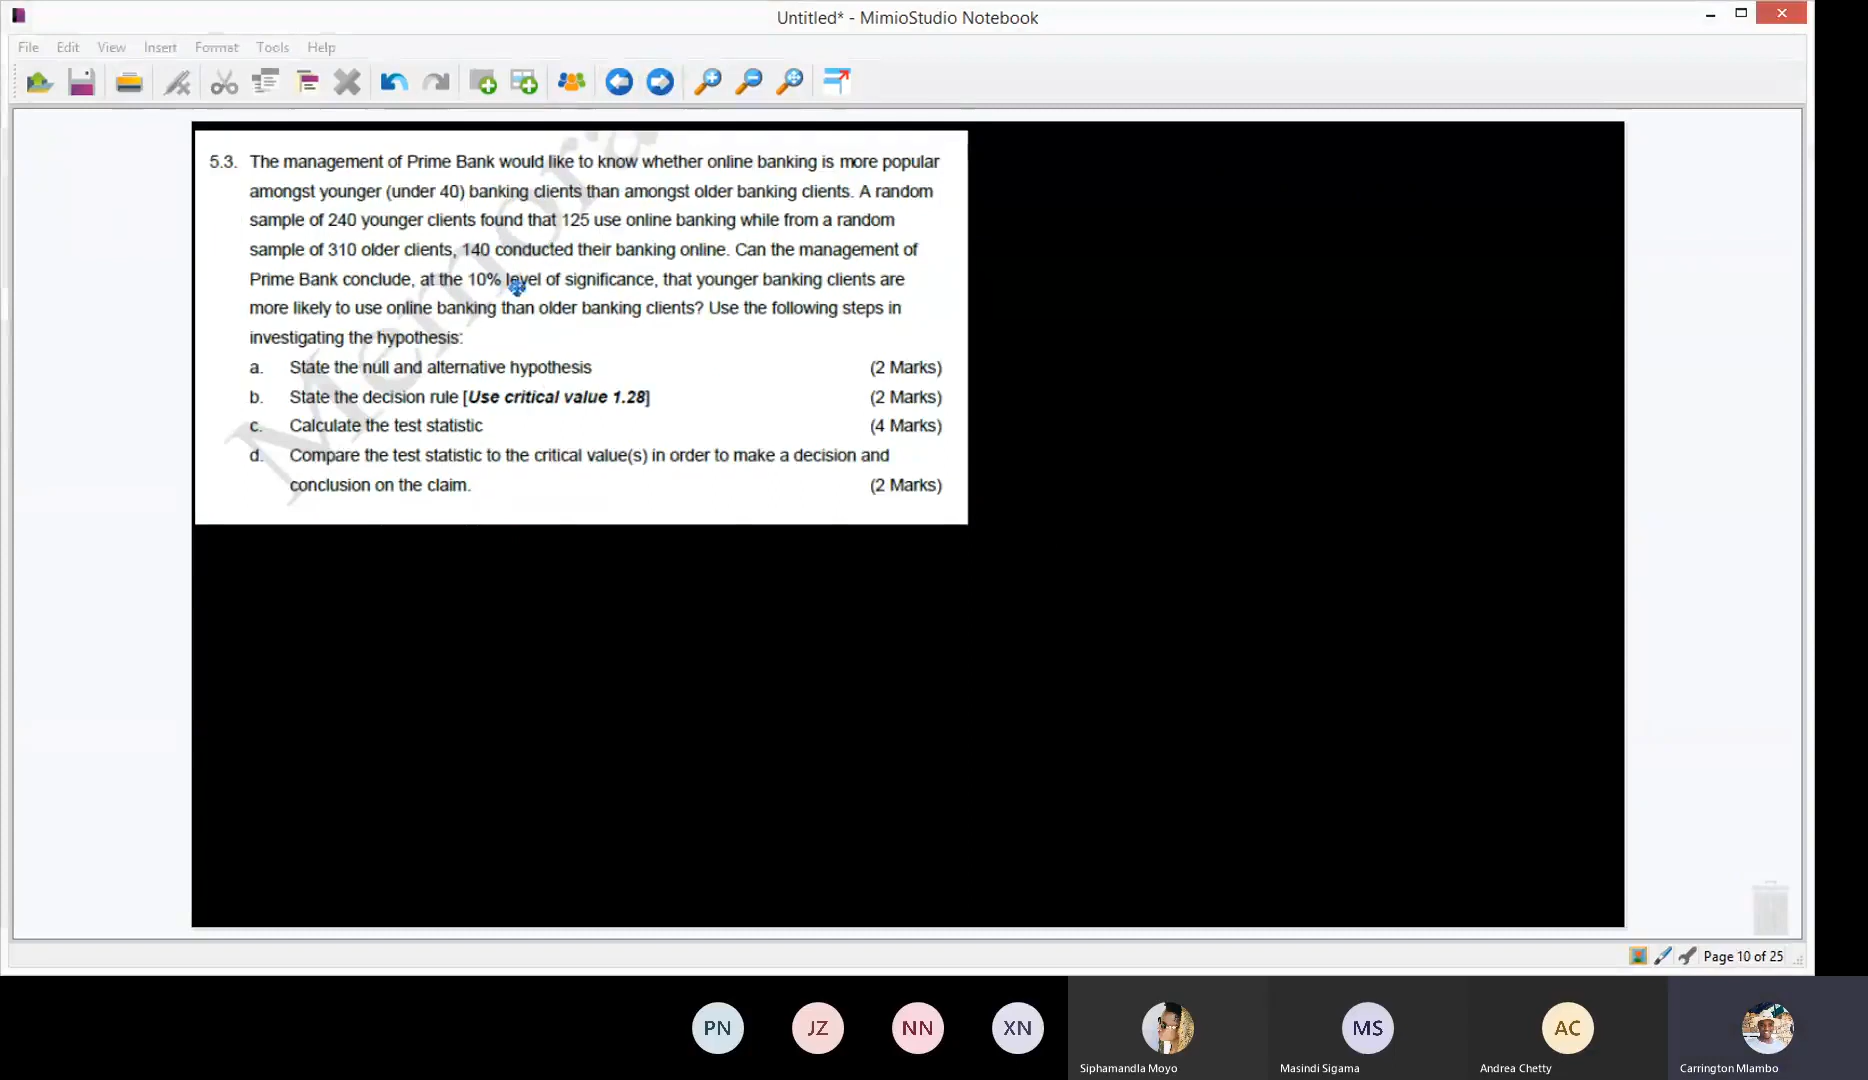 Untitled* - MimioStudio Notebook
File Edit View Insert Format Tools Help
5.3. The management of Prime Bank would like to know whether online banking is more popular
amongst younger (under 40) banking clients than amongst older banking clients. A random
sample of 240 younger clients found that 125 use online banking while from a random
sample of 310 older clients, 140 conducted their banking online. Can the management of
Prime Bank conclude, at the 10% level of significance, that younger banking clients are
more likely to use online banking than older banking clients? Use the following steps in
investigating the hypothesis:
a. State the null and alternative hypothesis (2 Marks)
b. State the decision rule [Use critical value 1.28] (2 Marks)
c. Calculate the test statistic (4 Marks)
d. Compare the test statistic to the critical value(s) in order to make a decision and
conclusion on the claim. (2 Marks)
Page 10 of 25
PN JZ NN XN MS AC
Siphamandla Moyo Masindi Sigama Andrea Chetty Carrington Mlambo